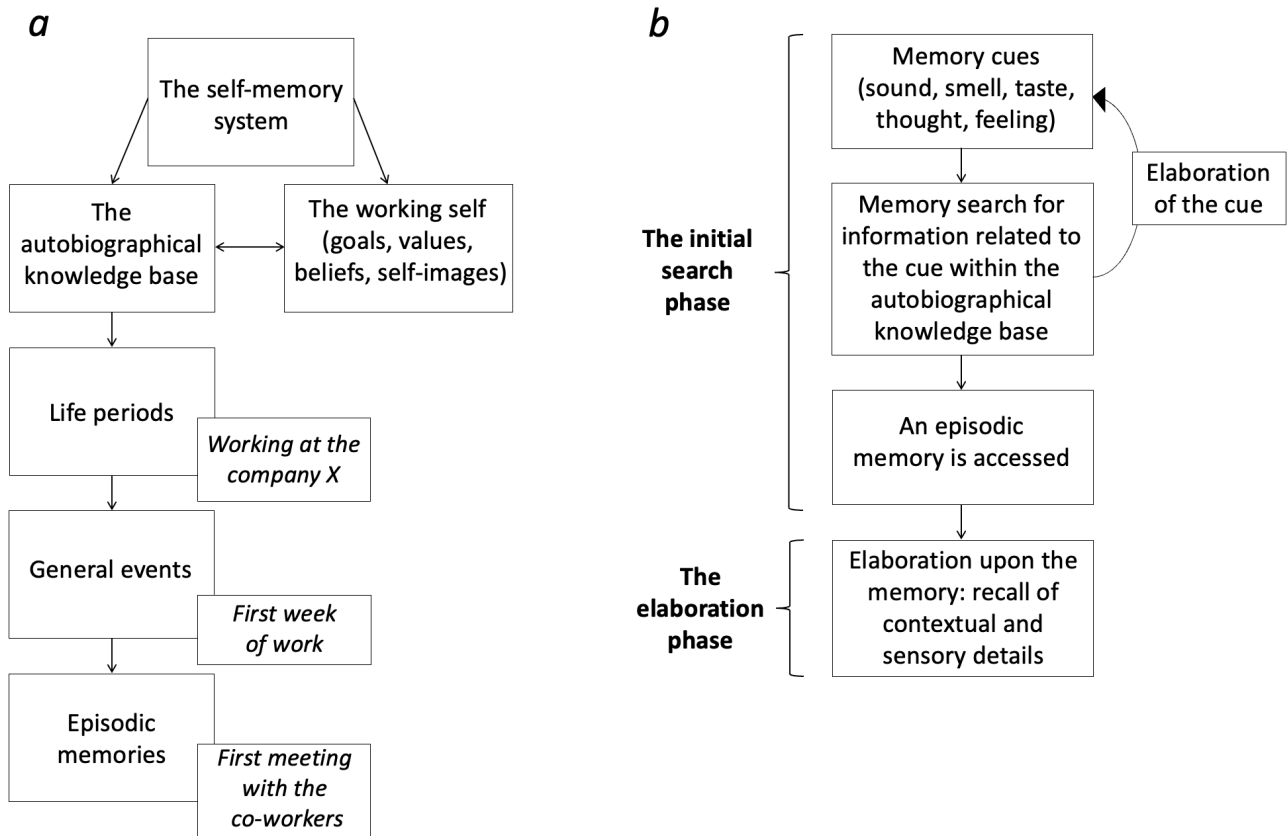 a
The self-memory
system
The
autobiographical
knowledge base
The working self
(goals, values,
beliefs, self-images)
Life periods
Working at the
company X
General events
First week
of work
Episodic
memories
First meeting
with the
co-workers
b
Memory cues
(sound, smell, taste,
thought, feeling)
Elaboration
of the cue
The initial
search
phase
Memory search for
information related to
the cue within the
autobiographical
knowledge base
An episodic
memory is accessed
The
elaboration
phase
Elaboration upon the
memory: recall of
contextual and
sensory details